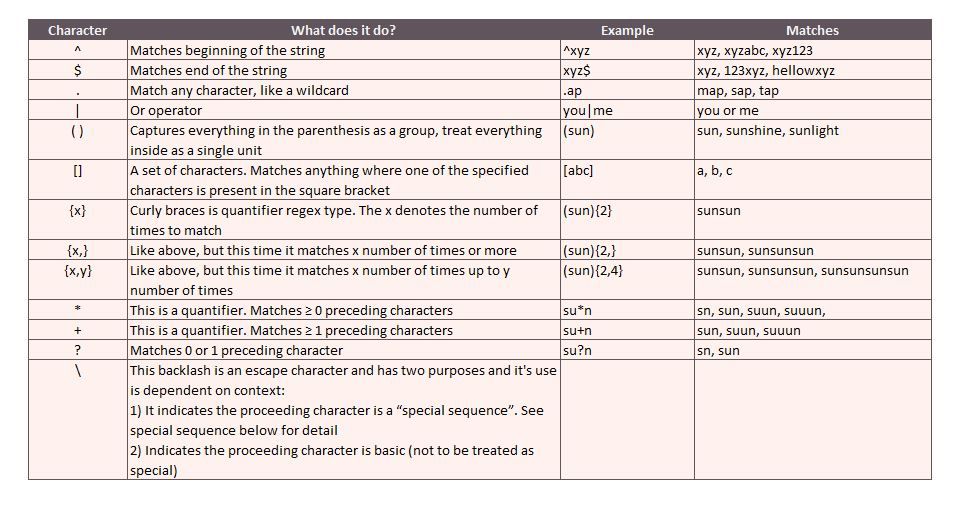 Character What does it do? Example Matches
^ Matches beginning of the string ^xyz xyz, xyzabc, xyz123
$ Matches end of the string xyz$ xyz, 123xyz, hellowxyz
. Match any character, like a wildcard .ap map, sap, tap
| Or operator you|me you or me
( ) Captures everything in the parenthesis as a group, treat everything (sun) sun, sunshine, sunlight
inside as a single unit
[] A set of characters. Matches anything where one of the specified [abc] a, b, c
characters is present in the square bracket
{x} Curly braces is quantifier regex type. The x denotes the number of (sun){2} sunsun
times to match
{x,} Like above, but this time it matches x number of times or more (sun){2,} sunsun, sunsunsun
{x,y} Like above, but this time it matches x number of times up to y (sun){2,4} sunsun, sunsunsun, sunsunsunsun
number of times
* This is a quantifier. Matches ≥ 0 preceding characters su*n sn, sun, suun, suuun,
+ This is a quantifier. Matches ≥ 1 preceding characters su+n sun, suun, suuun
? Matches 0 or 1 preceding character su?n sn, sun
\ This backlash is an escape character and has two purposes and it's use
is dependent on context:
1) It indicates the proceeding character is a “special sequence”. See
special sequence below for detail
2) Indicates the proceeding character is basic (not to be treated as
special)